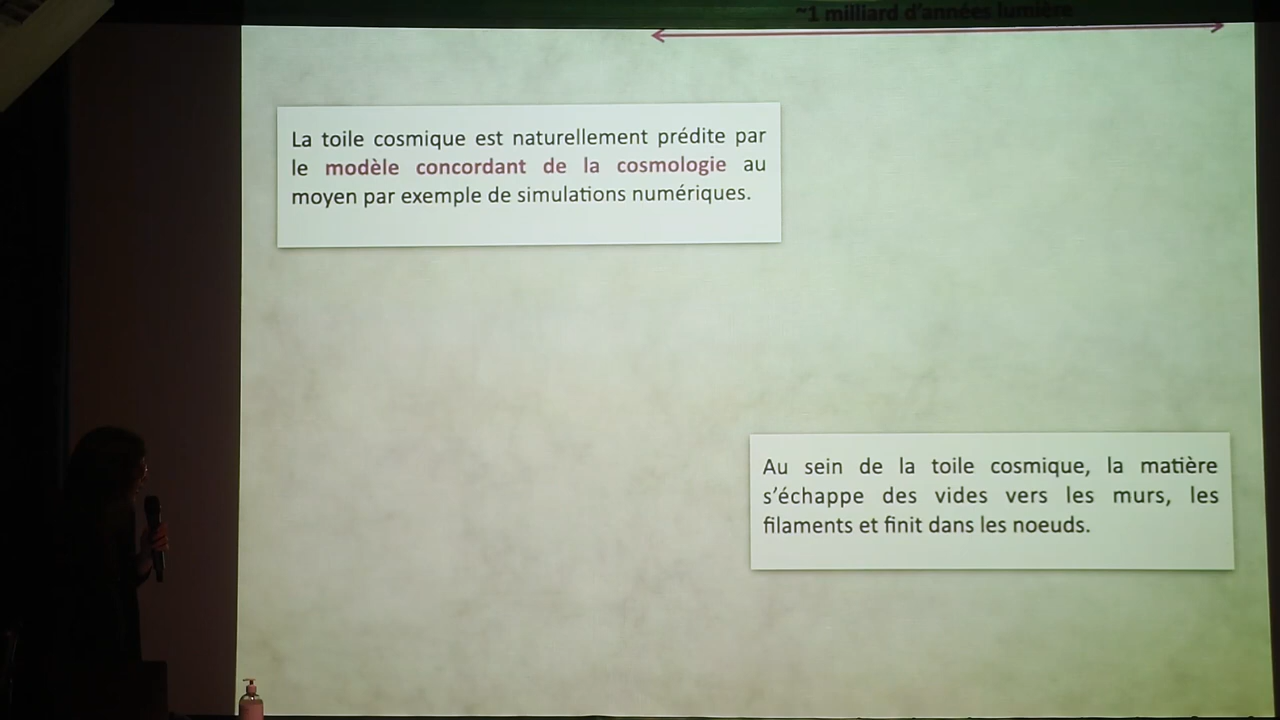 ~1 milliard d'années lumière
La toile cosmique est naturellement prédite par
le modèle concordant de la cosmologie au
moyen par exemple de simulations numériques.
Au sein de la toile cosmique, la matière
s'échappe des vides vers les murs, les
filaments et finit dans les noeuds.